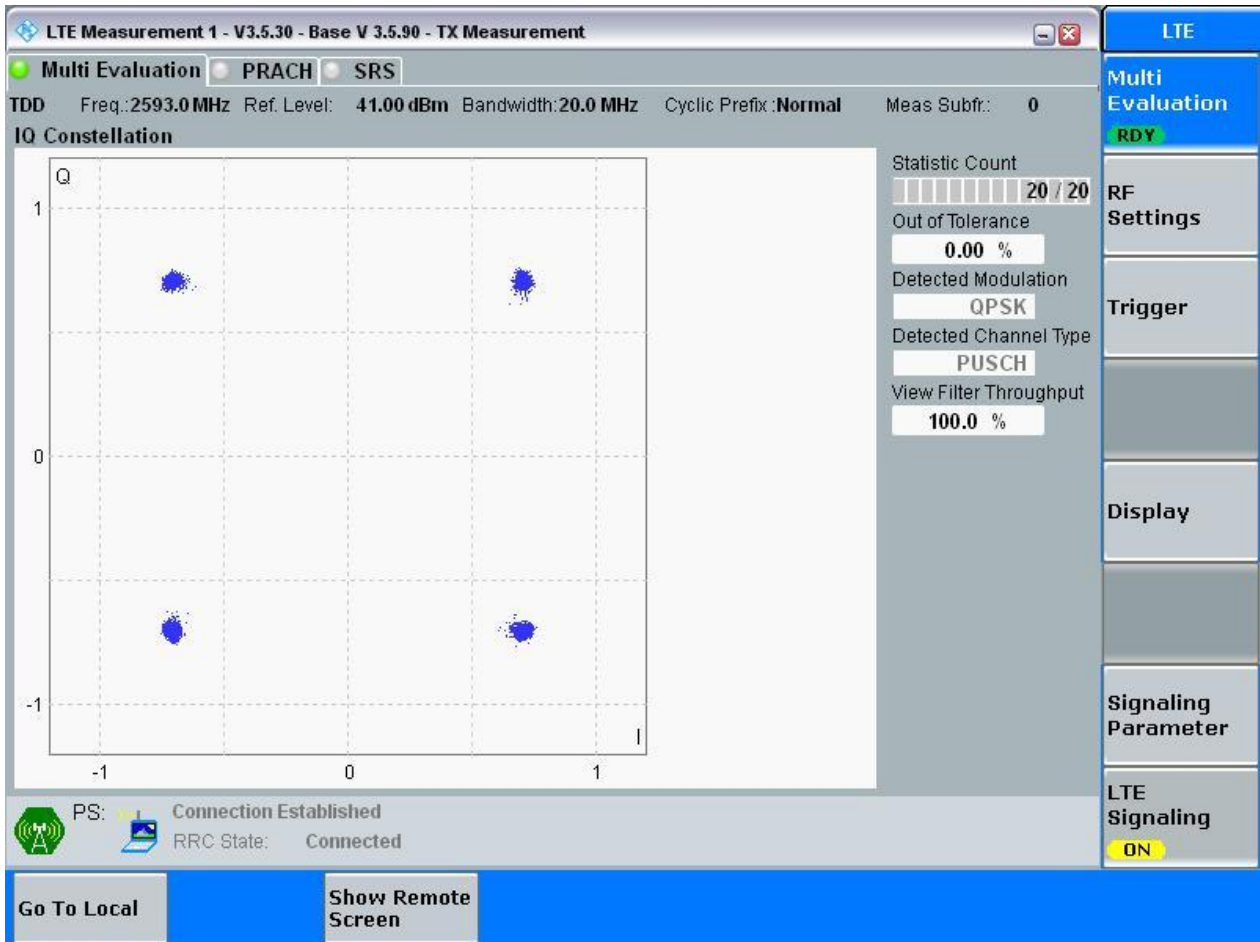 LTE Measurement 1 - V3.5.30 - Base V 3.5.90 - TX Measurement
LTE
Multi Evaluation PRACH SRS
TDD Freq.:2593.0 MHz Ref. Level: 41.00 dBm Bandwidth:20.0 MHz Cyclic Prefix :Normal Meas Subfr.: 0
IQ Constellation
Q
1
0
-1
-1 0 1
I
Statistic Count
20 / 20
Out of Tolerance
0.00 %
Detected Modulation
QPSK
Detected Channel Type
PUSCH
View Filter Throughput
100.0 %
Multi
Evaluation
RDY
RF
Settings
Trigger
Display
Signaling
Parameter
LTE
Signaling
ON
PS: Connection Established
RRC State: Connected
Go To Local
Show Remote
Screen